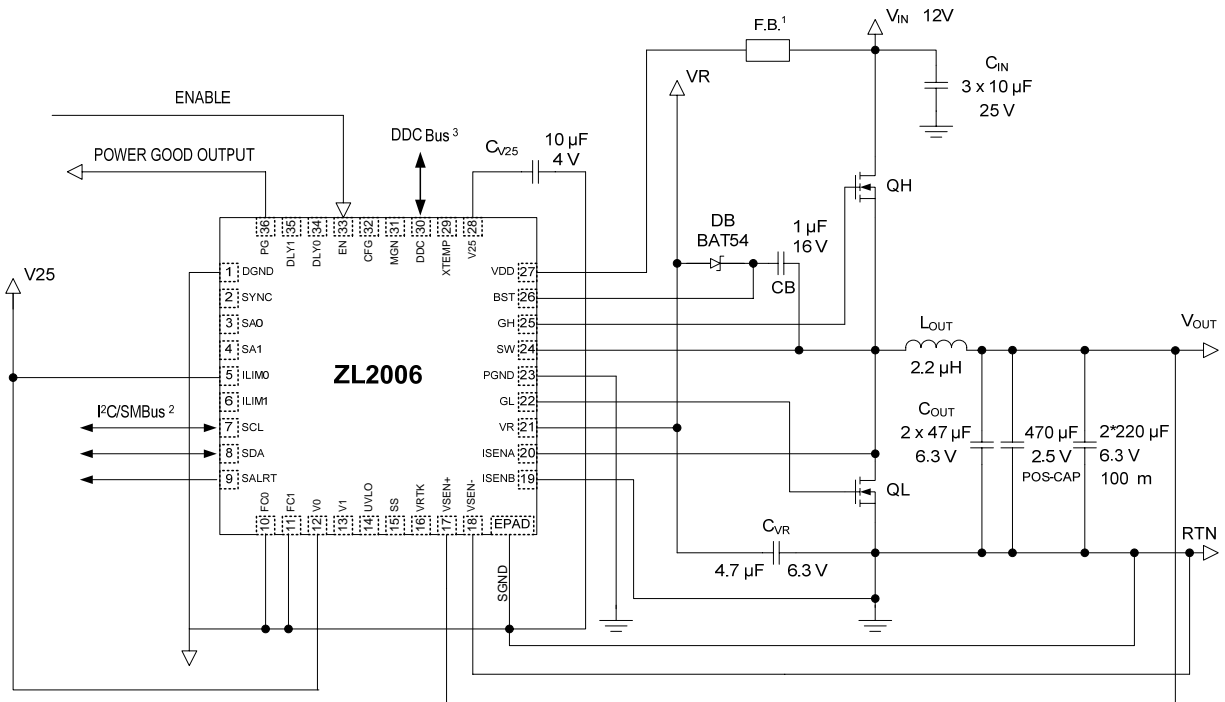 F.B.¹
V_IN 12V
C_IN
3 x 10 µF
25 V
VR
ENABLE
DDC Bus ³
POWER GOOD OUTPUT
C_V25
10 µF
4 V
QH
DB
BAT54
1 µF
16 V
CB
36 35 34 33 32 31 30 29 28
PG DLY1 DLY0 EN CFG MGN DDC XTEMP V25
V25
1 DGND
2 SYNC
3 SA0
4 SA1
5 ILIM0
6 ILIM1
7 SCL
8 SDA
9 SALRT
ZL2006
VDD 27
BST 26
GH 25
SW 24
PGND 23
GL 22
VR 21
ISENA 20
ISENB 19
I²C/SMBus ²
L_OUT
2.2 µH
V_OUT
C_OUT
2 x 47 µF
6.3 V
470 µF
2.5 V
POS-CAP
2*220 µF
6.3 V
100 m
QL
FC0 FC1 V0 V1 UVLO SS VRTK VSEN+ VSEN-
10 11 12 13 14 15 16 17 18 EPAD
SGND
C_VR
4.7 µF 6.3 V
RTN